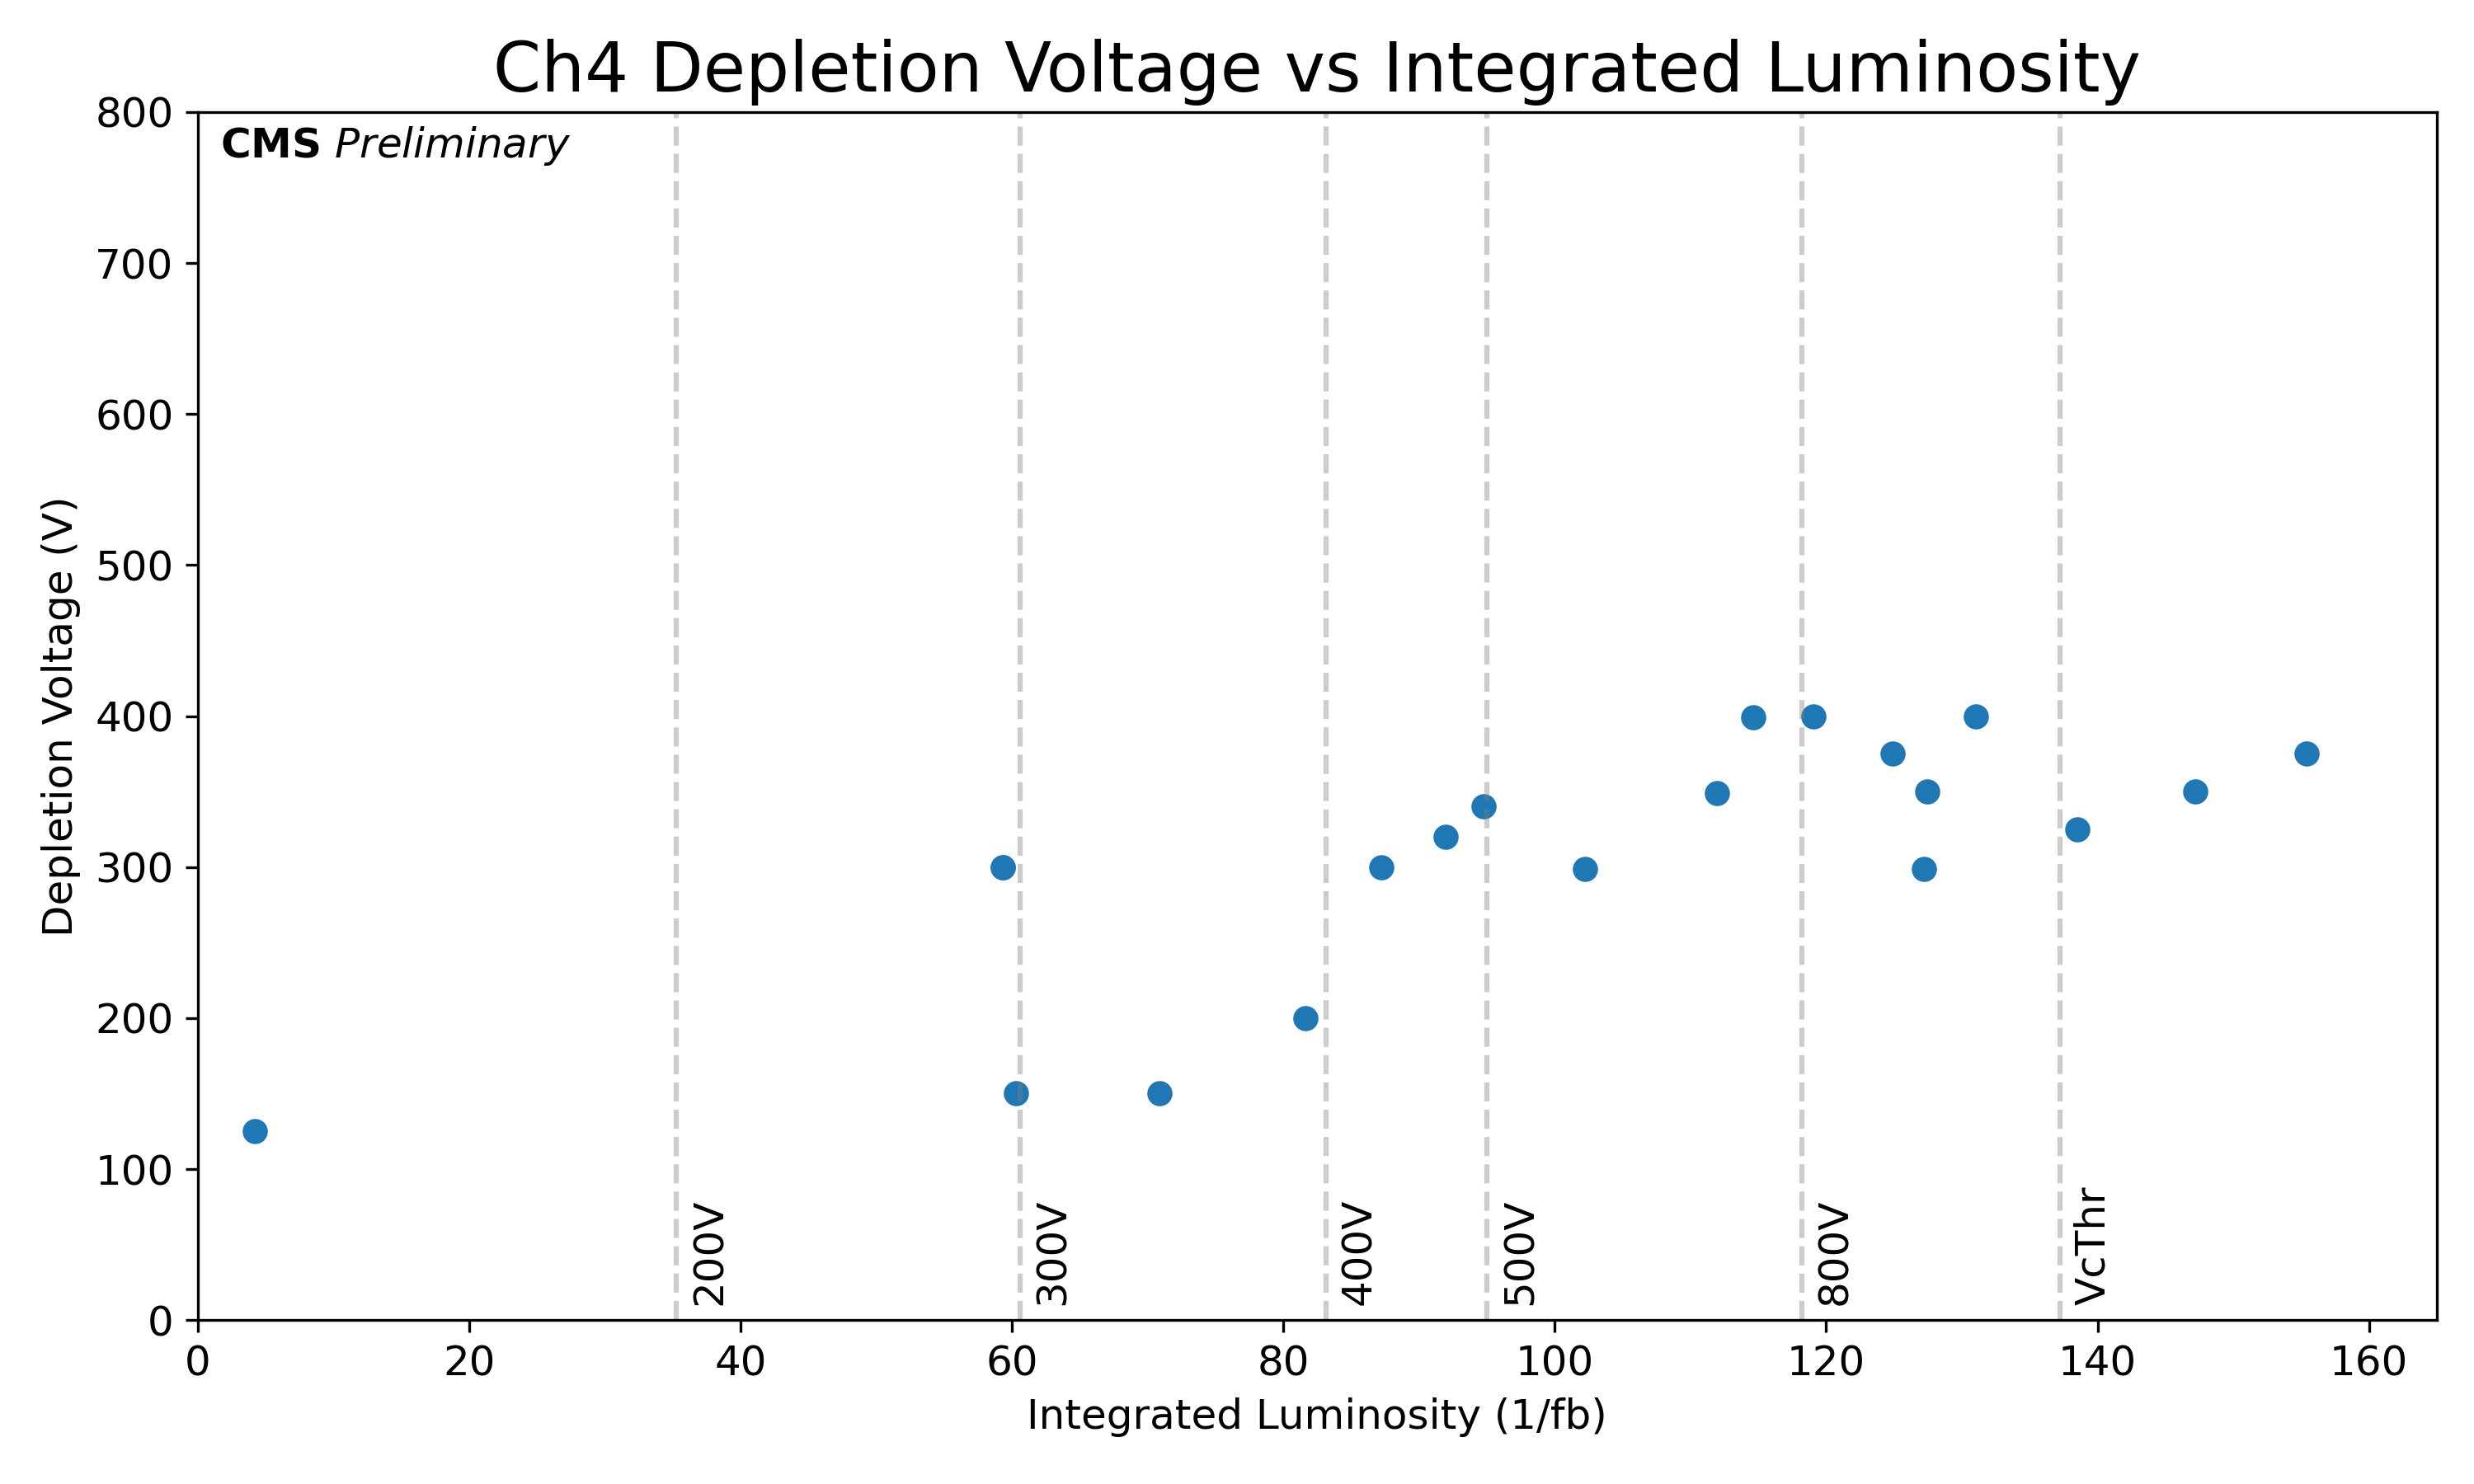 Ch4 Depletion Voltage vs Integrated Luminosity
CMS Preliminary
Depletion Voltage (V)
800
700
600
500
400
300
200
100
0
200V
300V
400V
500V
800V
VcThr
0 20 40 60 80 100 120 140 160
Integrated Luminosity (1/fb)